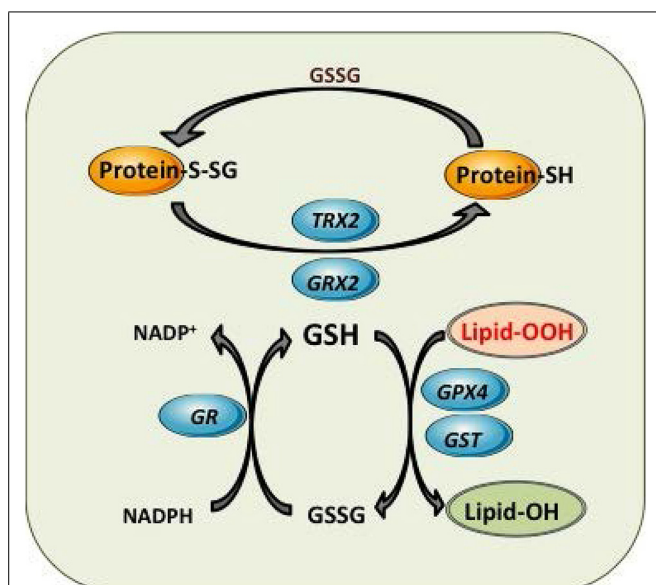 GSSG
Protein-S-SG
Protein-SH
TRX2
GRX2
NADP⁺
GSH
Lipid-OOH
GR
GPX4
GST
NADPH
GSSG
Lipid-OH